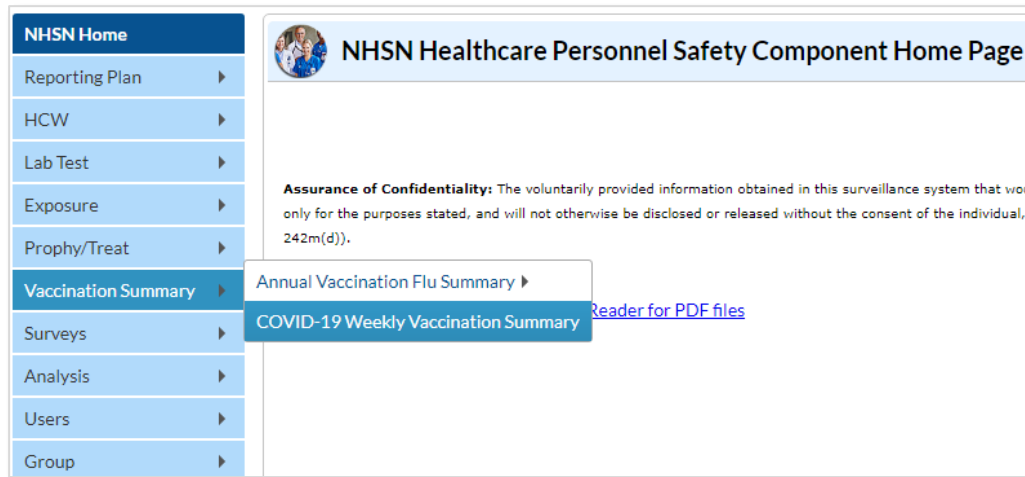 NHSN Home
Reporting Plan
HCW
Lab Test
Exposure
Prophy/Treat
Vaccination Summary
Surveys
Analysis
Users
Group
NHSN Healthcare Personnel Safety Component Home Page
Assurance of Confidentiality: The voluntarily provided information obtained in this surveillance system that
only for the purposes stated, and will not otherwise be disclosed or released without the consent of the individual,
242m(d)).
Annual Vaccination Flu Summary
COVID-19 Weekly Vaccination Summary
Reader for PDF files